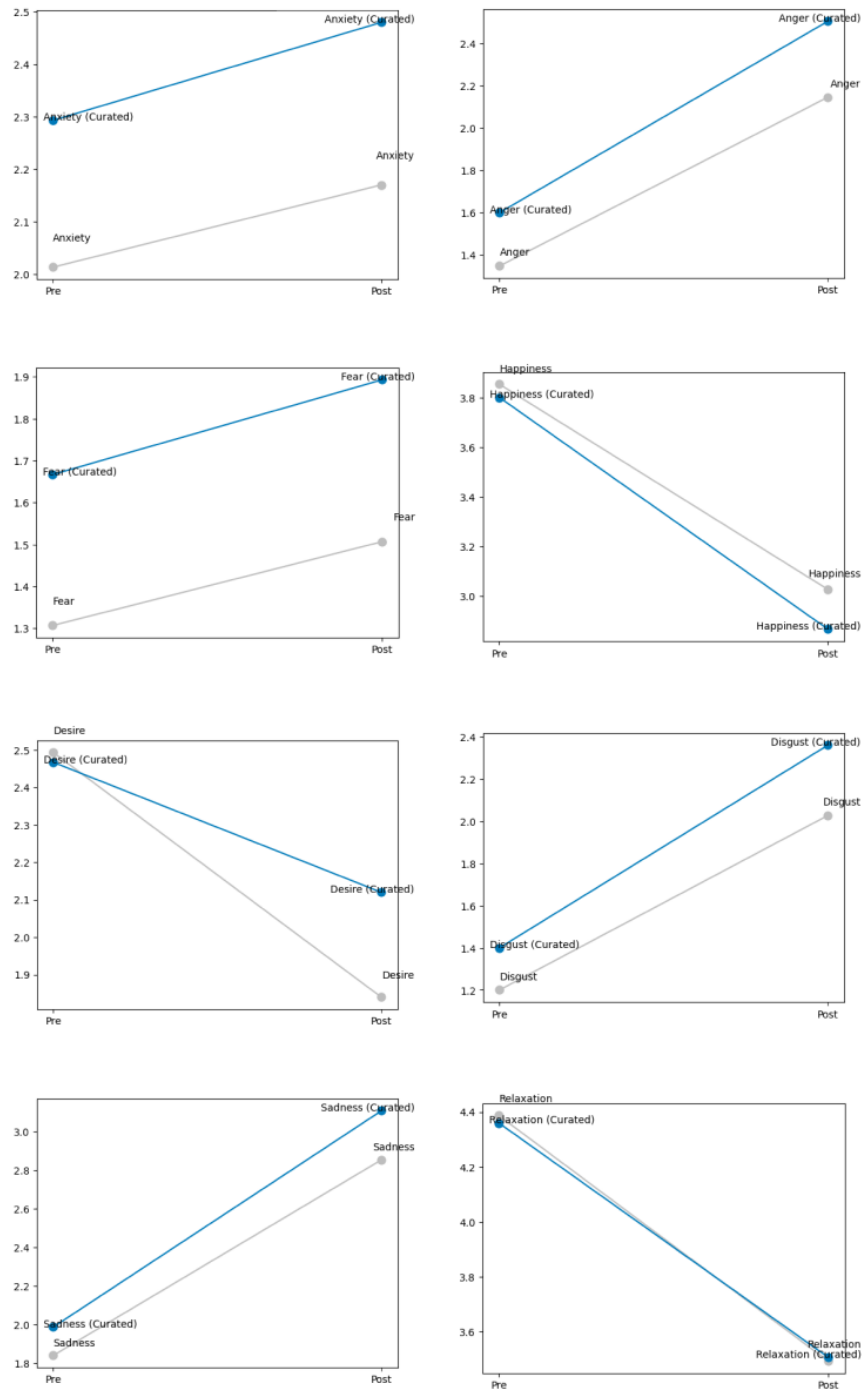 2.5
Anxiety (Curated)
2.4
2.3
Anxiety (Curated)
2.2
Anxiety
2.1
Anxiety
2.0
Pre Post
Anger (Curated)
2.4
Anger
2.2
2.0
1.8
1.6
Anger (Curated)
1.4
Anger
Pre Post
1.9
Fear (Curated)
1.8
1.7
Fear (Curated)
1.6
1.5
Fear
1.4
Fear
1.3
Pre Post
Happiness
3.8
Happiness (Curated)
3.6
3.4
3.2
3.0
Happiness
Happiness (Curated)
Pre Post
Desire
2.5
Desire (Curated)
2.4
2.3
2.2
2.1
Desire (Curated)
2.0
1.9
Desire
Pre Post
2.4
Disgust (Curated)
2.2
2.0
Disgust
1.8
1.6
1.4
Disgust (Curated)
1.2
Disgust
Pre Post
Sadness (Curated)
3.0
Sadness
2.8
2.6
2.4
2.2
2.0
Sadness (Curated)
Sadness
1.8
Pre Post
Relaxation
4.4
Relaxation (Curated)
4.2
4.0
3.8
3.6
Relaxation
Relaxation (Curated)
Pre Post